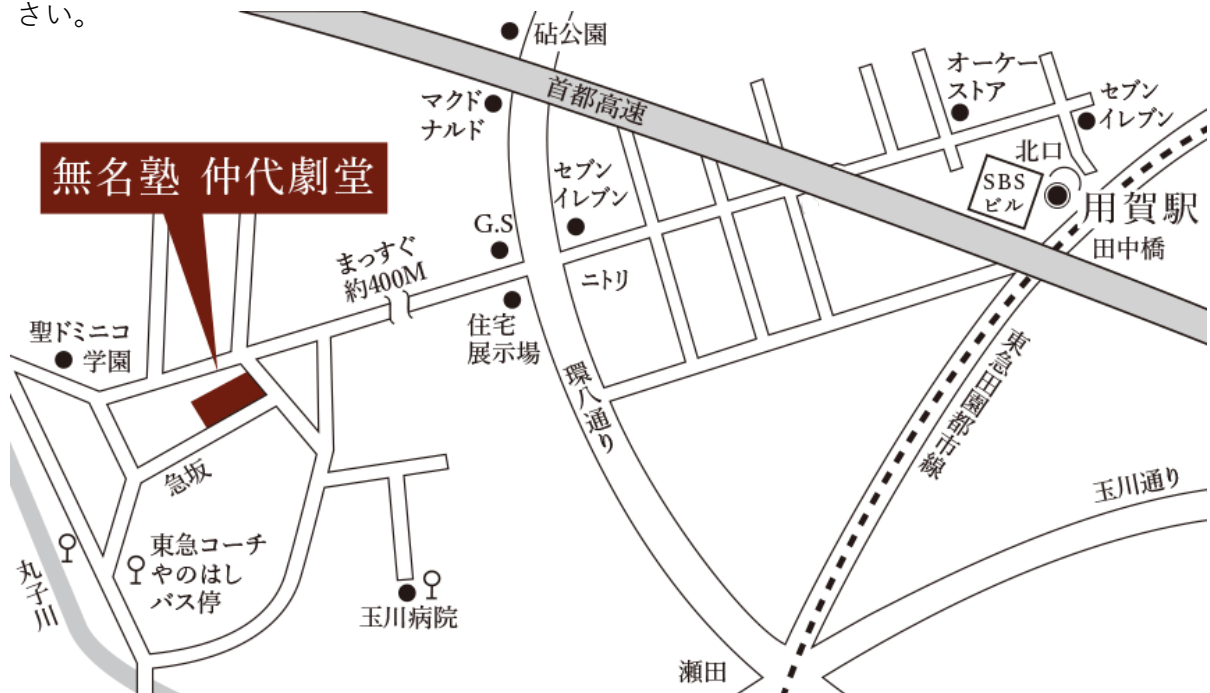 さい。
砧公園
首都高速
マクド
ナルド
オーケー
ストア
セブン
イレブン
北口
SBS
ビル
用賀駅
田中橋
無名塾 仲代劇堂
セブン
イレブン
G.S
まっすぐ
約400M
ニトリ
住宅
展示場
聖ドミニコ
学園
環八通り
東急田園都市線
急坂
玉川通り
東急コーチ
やのはし
バス停
丸子川
玉川病院
瀬田